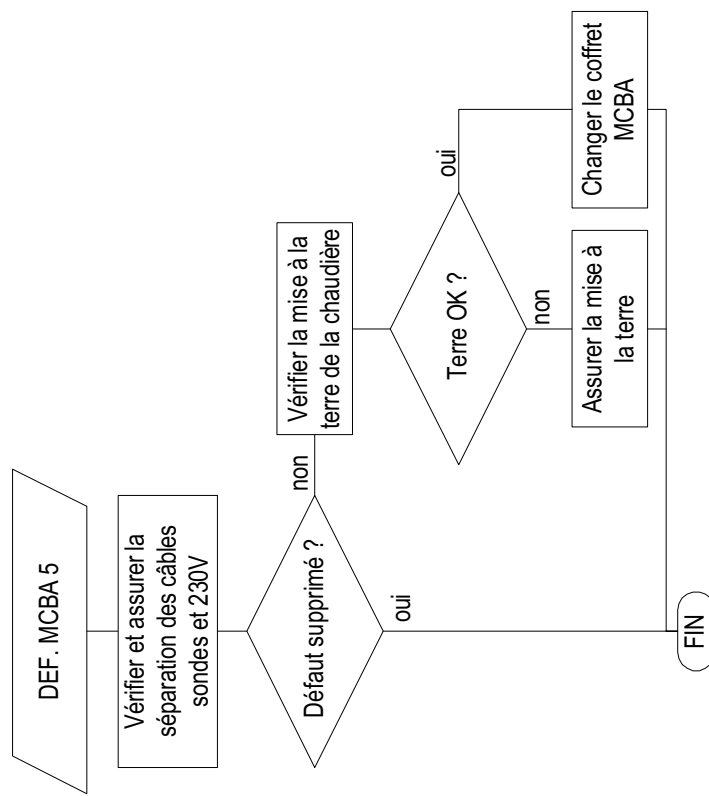 DEF. MCBA 5
Vérifier et assurer la
séparation des câbles
sondes et 230V
Défaut supprimé ?
non
oui
Vérifier la mise à la
terre de la chaudière
Terre OK ?
oui
non
Assurer la mise à
la terre
Changer le coffret
MCBA
FIN